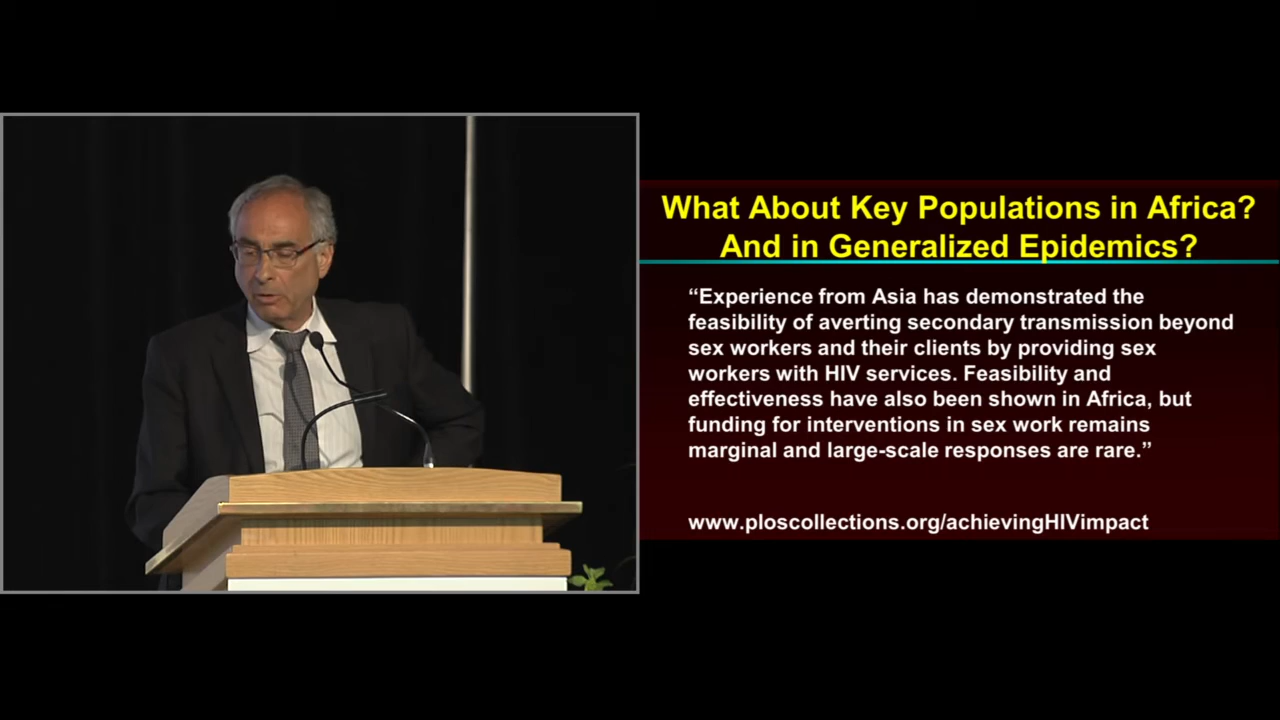 What About Key Populations in Africa?
And in Generalized Epidemics?
“Experience from Asia has demonstrated the
feasibility of averting secondary transmission beyond
sex workers and their clients by providing sex
workers with HIV services. Feasibility and
effectiveness have also been shown in Africa, but
funding for interventions in sex work remains
marginal and large-scale responses are rare.”
www.ploscollections.org/achievingHIVimpact